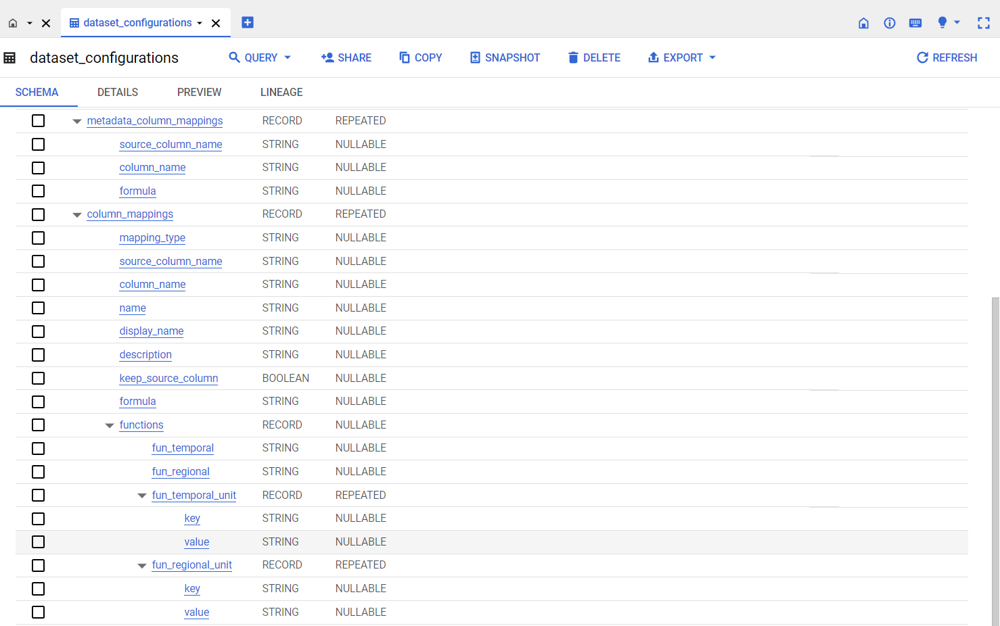 dataset_configurations
dataset_configurations QUERY SHARE COPY SNAPSHOT DELETE EXPORT REFRESH
SCHEMA DETAILS PREVIEW LINEAGE
metadata_column_mappings RECORD REPEATED
source_column_name STRING NULLABLE
column_name STRING NULLABLE
formula STRING NULLABLE
column_mappings RECORD REPEATED
mapping_type STRING NULLABLE
source_column_name STRING NULLABLE
column_name STRING NULLABLE
name STRING NULLABLE
display_name STRING NULLABLE
description STRING NULLABLE
keep_source_column BOOLEAN NULLABLE
formula STRING NULLABLE
functions RECORD NULLABLE
fun_temporal STRING NULLABLE
fun_regional STRING NULLABLE
fun_temporal_unit RECORD REPEATED
key STRING NULLABLE
value STRING NULLABLE
fun_regional_unit RECORD REPEATED
key STRING NULLABLE
value STRING NULLABLE